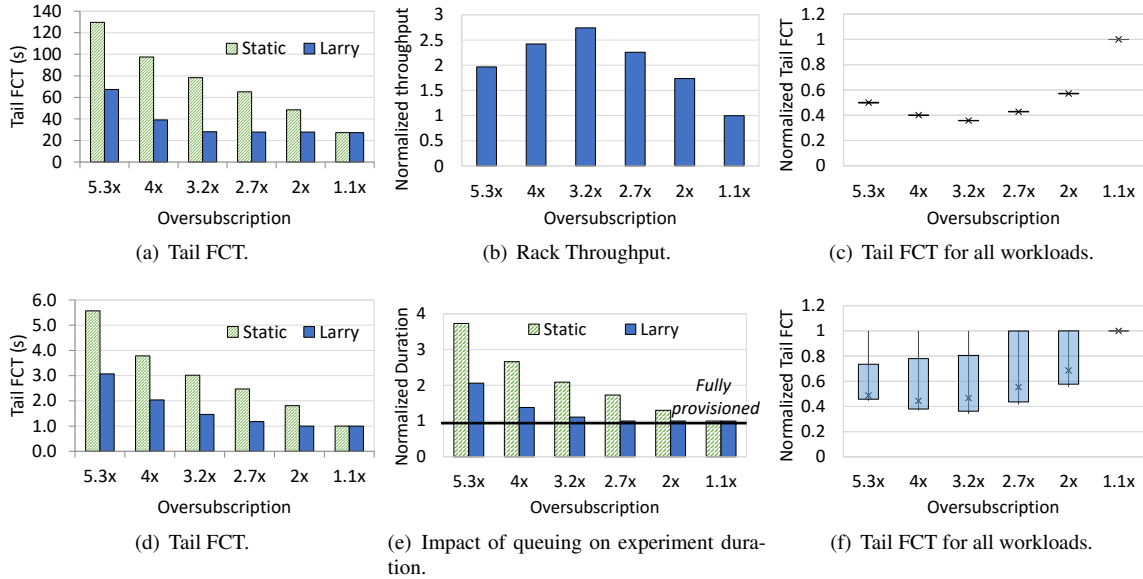 140
120
100
80
60
40
20
0
Tail FCT (s)
Static
Larry
5.3x 4x 3.2x 2.7x 2x 1.1x
Oversubscription
(a) Tail FCT.
3
2.5
2
1.5
1
0.5
0
Normalized throughput
5.3x 4x 3.2x 2.7x 2x 1.1x
Oversubscription
(b) Rack Throughput.
1.2
1
0.8
0.6
0.4
0.2
0
Normalized Tail FCT
5.3x 4x 3.2x 2.7x 2x 1.1x
Oversubscription
(c) Tail FCT for all workloads.
6.0
5.0
4.0
3.0
2.0
1.0
0.0
Tail FCT (s)
Static
Larry
5.3x 4x 3.2x 2.7x 2x 1.1x
Oversubscription
(d) Tail FCT.
4
3
2
1
0
Normalized Duration
Static
Larry
Fully
provisioned
5.3x 4x 3.2x 2.7x 2x 1.1x
Oversubscription
(e) Impact of queuing on experiment dura-
tion.
1.2
1
0.8
0.6
0.4
0.2
0
Normalized Tail FCT
5.3x 4x 3.2x 2.7x 2x 1.1x
Oversubscription
(f) Tail FCT for all workloads.